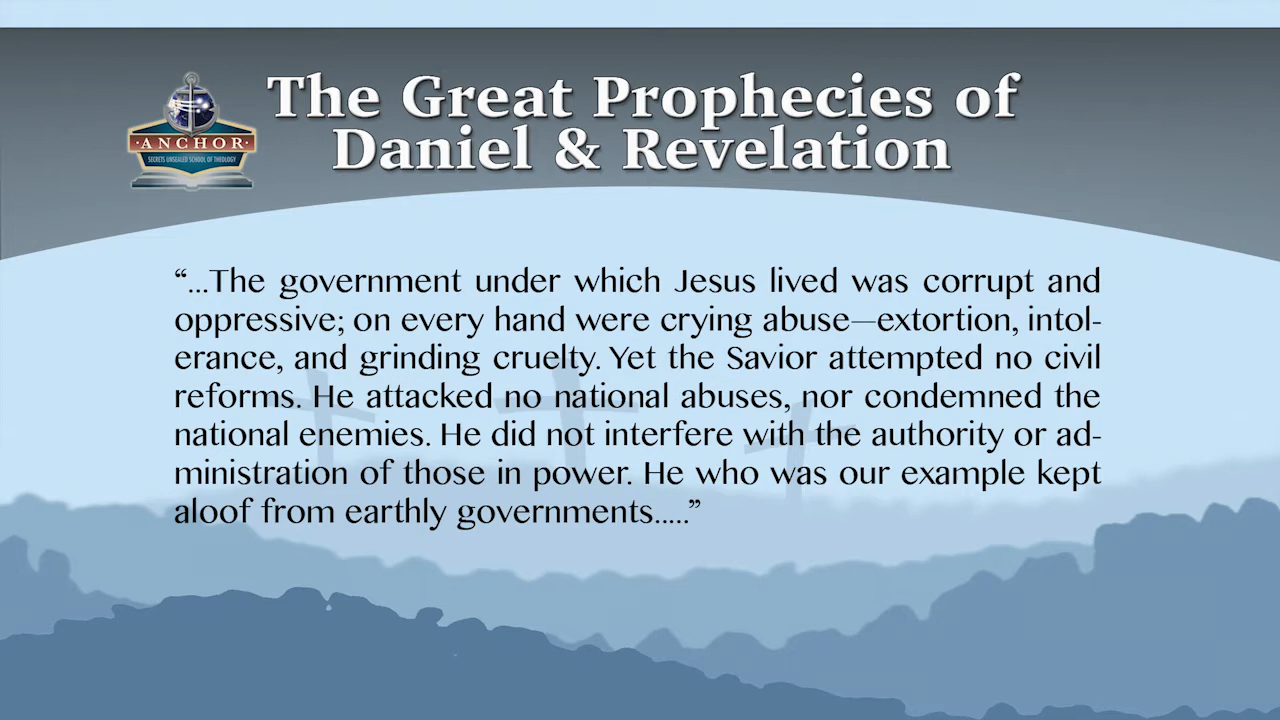 The Great Prophecies of
Daniel & Revelation
·ANCHOR·
SECRETS UNSEALED SCHOOL OF THEOLOGY
“...The government under which Jesus lived was corrupt and
oppressive; on every hand were crying abuse—extortion, intol-
erance, and grinding cruelty. Yet the Savior attempted no civil
reforms. He attacked no national abuses, nor condemned the
national enemies. He did not interfere with the authority or ad-
ministration of those in power. He who was our example kept
aloof from earthly governments.....”